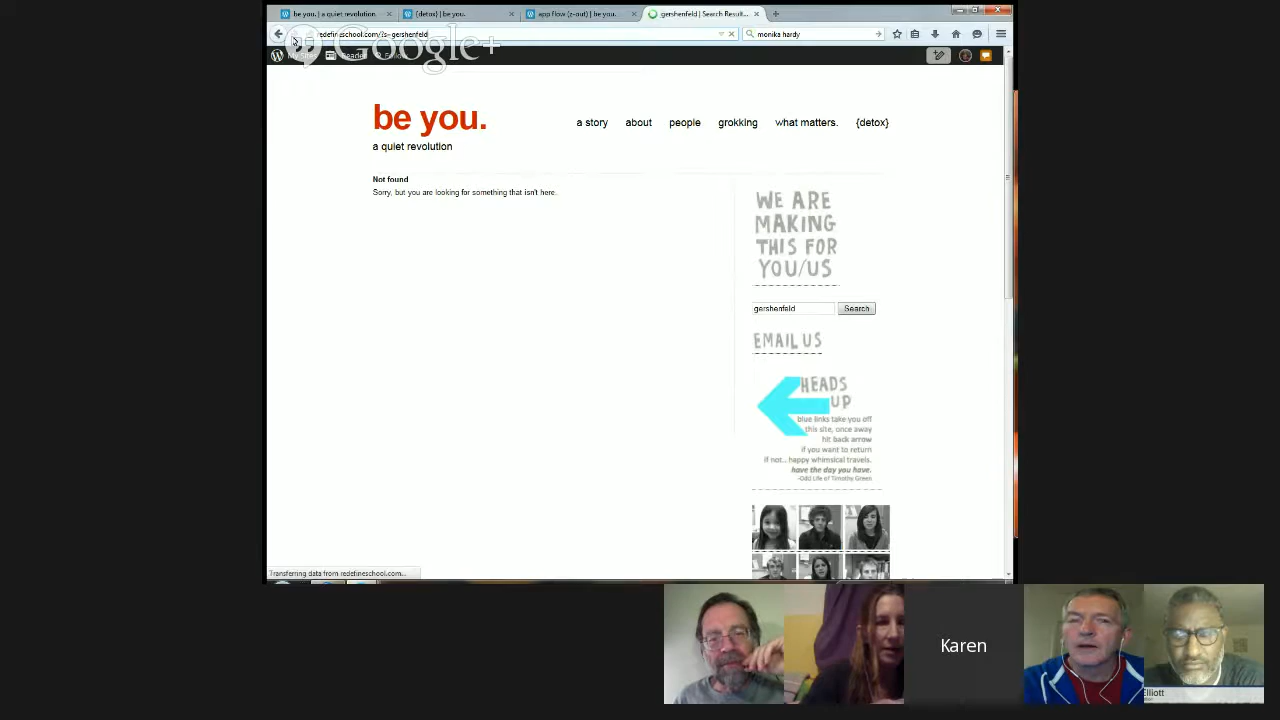 be you. | a quiet revolution
{detox} | be you.
app flow (z-out) | be you.
gershenfeld | Search Result...
redefineschool.com/?s=gershenfeld
monika hardy
Google+
Reader
be you.
a quiet revolution
a story about people grokking what matters. {detox}
Not found
Sorry, but you are looking for something that isn't here.
WE ARE
MAKING
THIS FOR
YOU/US
gershenfeld Search
EMAIL US
HEADS
UP
blue links take you off
this site, once away
hit back arrow
if you want to return
if not... happy whimsical travels.
have the day you have.
-Odd Life of Timothy Green
Transferring data from redefineschool.com...
Karen
Elliott